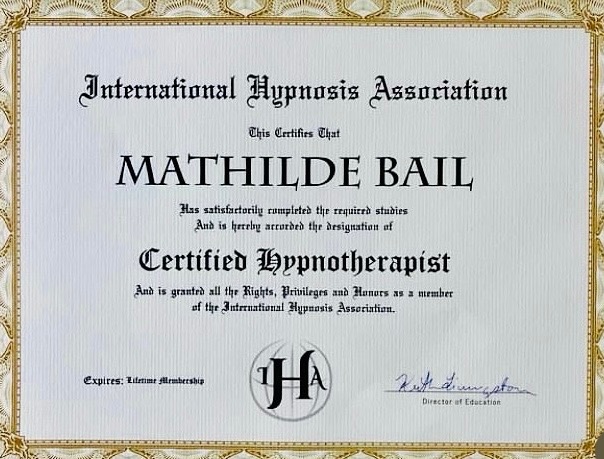 International Hypnosis Association
This Certifies That
MATHILDE BAIL
Has satisfactorily completed the required studies
And is hereby accorded the designation of
Certified Hypnotherapist
And is granted all the Rights, Privileges and Honors as a member
of the International Hypnosis Association.
Expires: Lifetime Membership
IHA
Keith Livingston
Director of Education